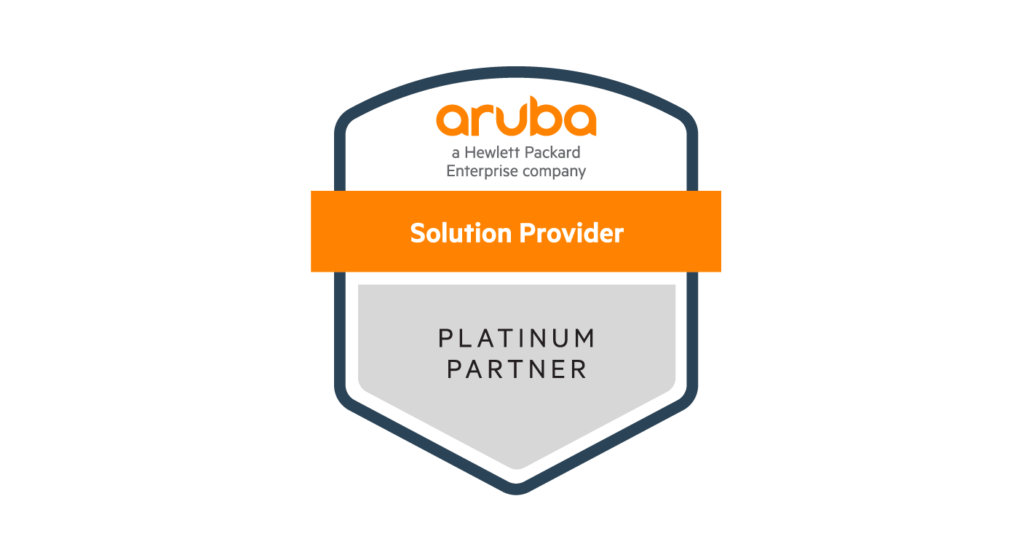 aruba
a Hewlett Packard
Enterprise company
Solution Provider
PLATINUM
PARTNER